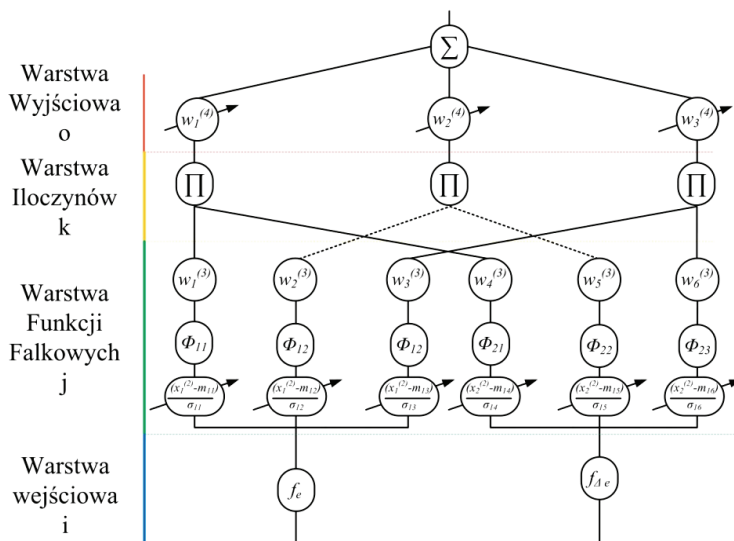 Σ
Warstwa
Wyjściowa
o
w₁⁽⁴⁾ w₂⁽⁴⁾ w₃⁽⁴⁾
Warstwa
Iloczynów
k
∏ ∏ ∏
w₁⁽³⁾ w₂⁽³⁾ w₃⁽³⁾ w₄⁽³⁾ w₅⁽³⁾ w₆⁽³⁾
Warstwa
Funkcji
Falkowych
j
Φ₁₁ Φ₁₂ Φ₁₂ Φ₂₁ Φ₂₂ Φ₂₃
(x₁⁽²⁾-m₁₁) (x₁⁽²⁾-m₁₂) (x₁⁽²⁾-m₁₃) (x₂⁽²⁾-m₁₄) (x₂⁽²⁾-m₁₅) (x₂⁽²⁾-m₁₆)
σ₁₁ σ₁₂ σ₁₃ σ₁₄ σ₁₅ σ₁₆
Warstwa
wejściowa
i
fₑ f_Δe